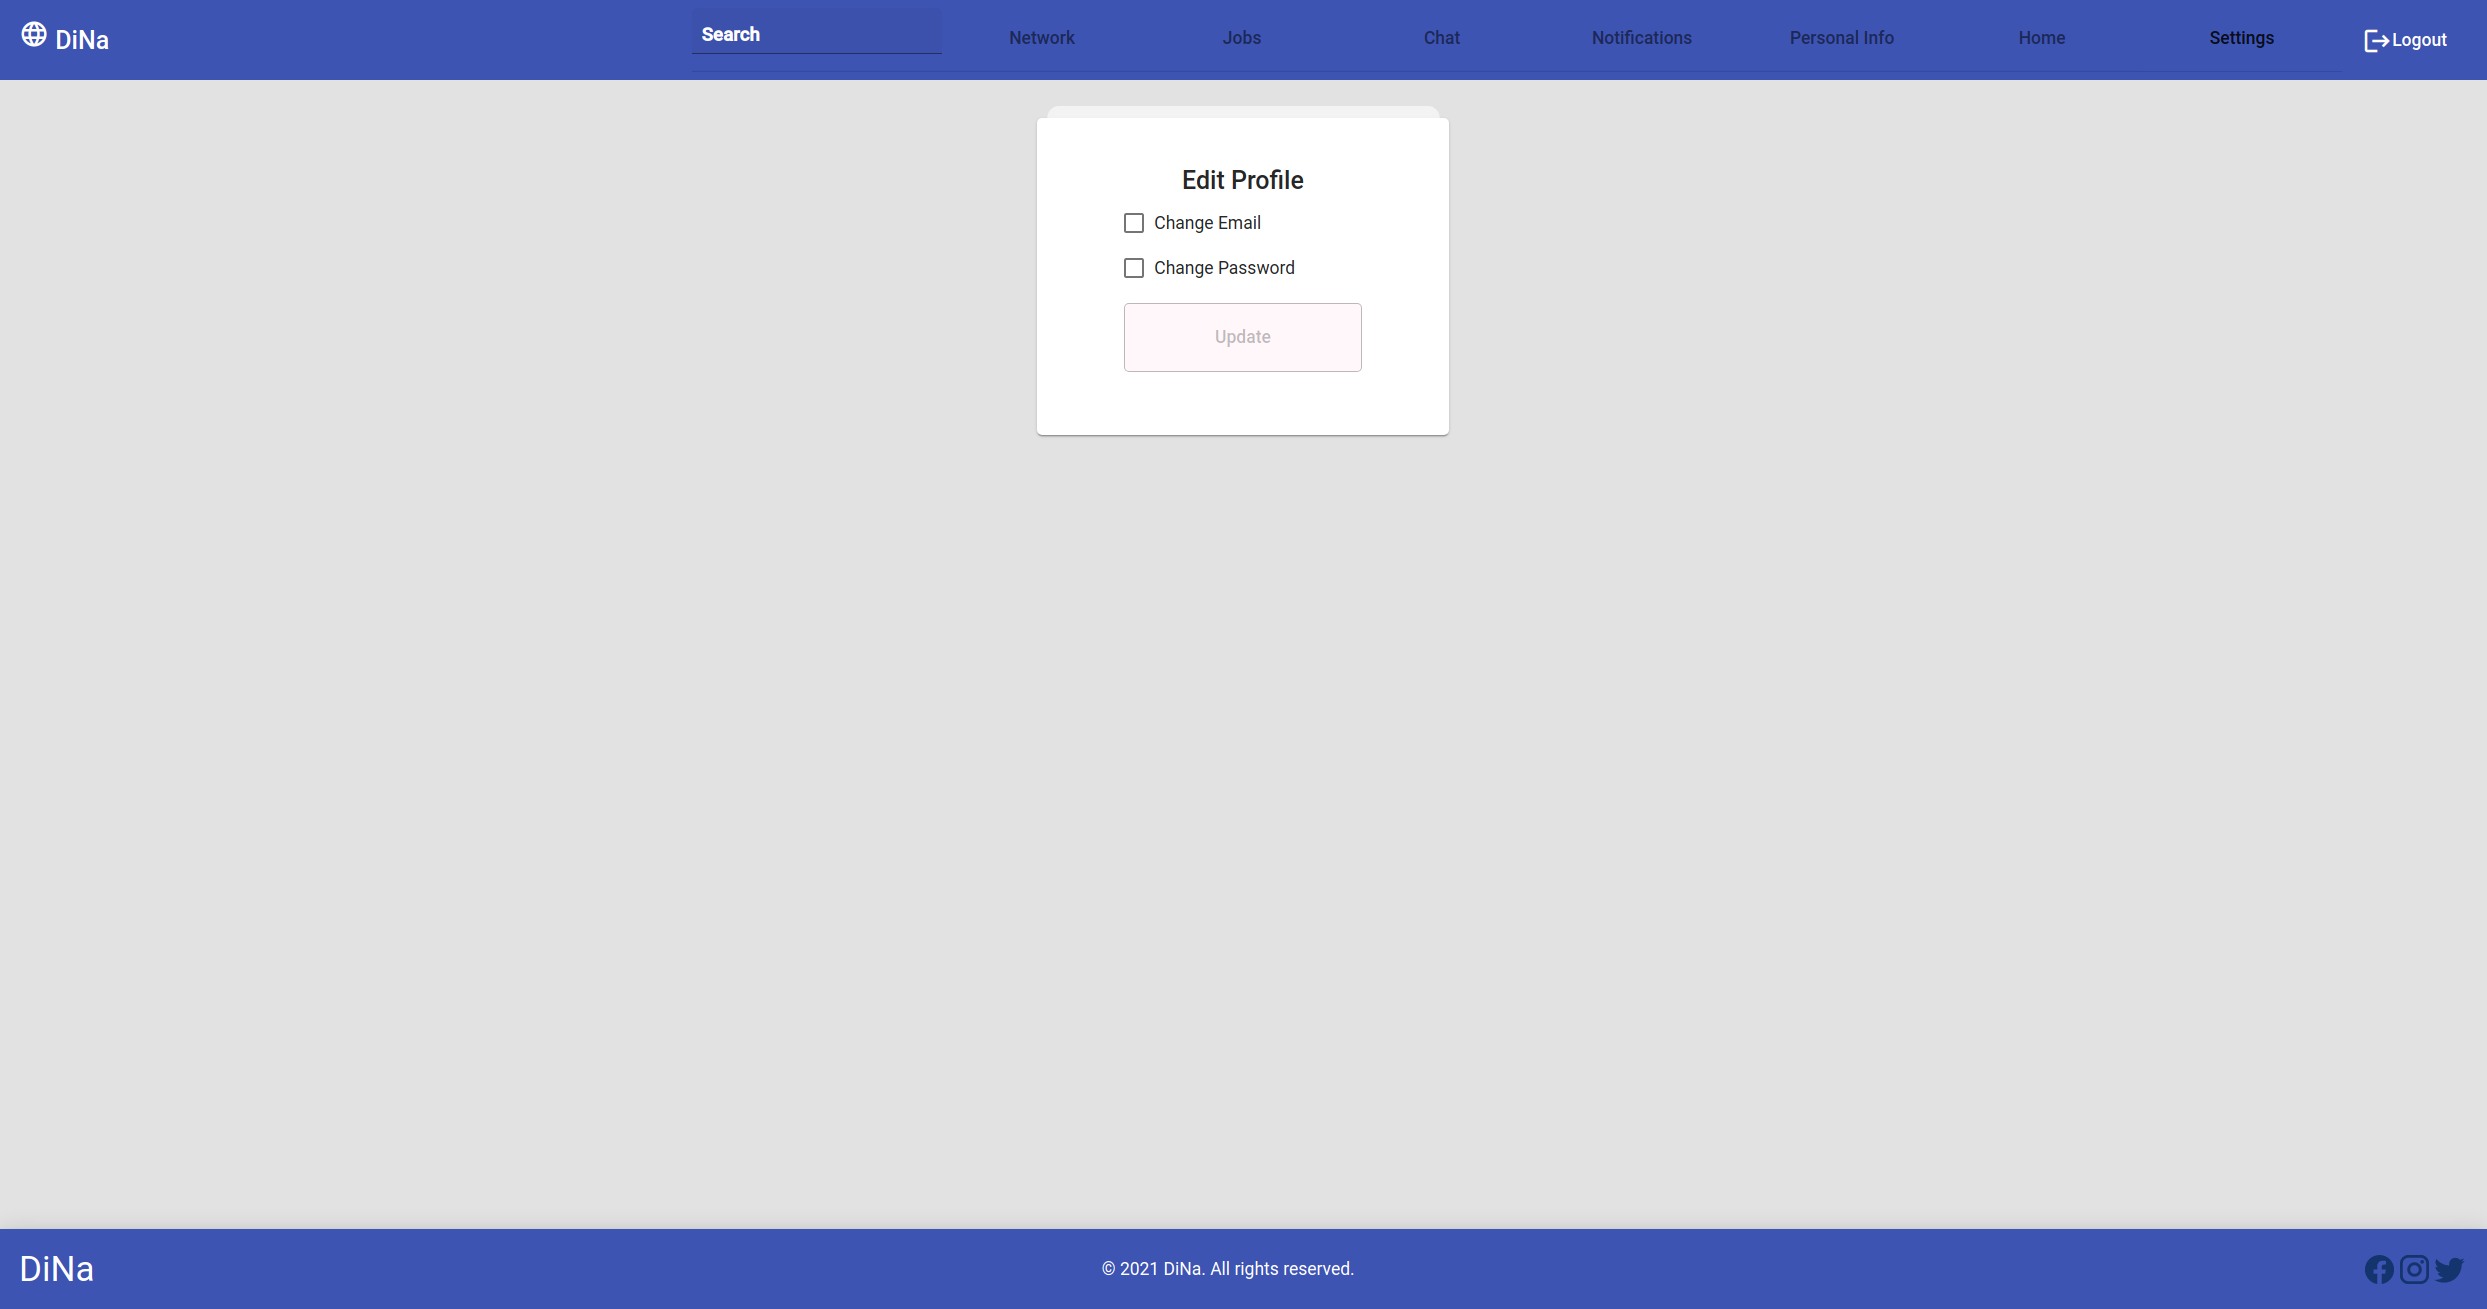 DiNa
Search
Network
Jobs
Chat
Notifications
Personal Info
Home
Settings
Logout
Edit Profile
Change Email
Change Password
Update
DiNa
© 2021 DiNa. All rights reserved.